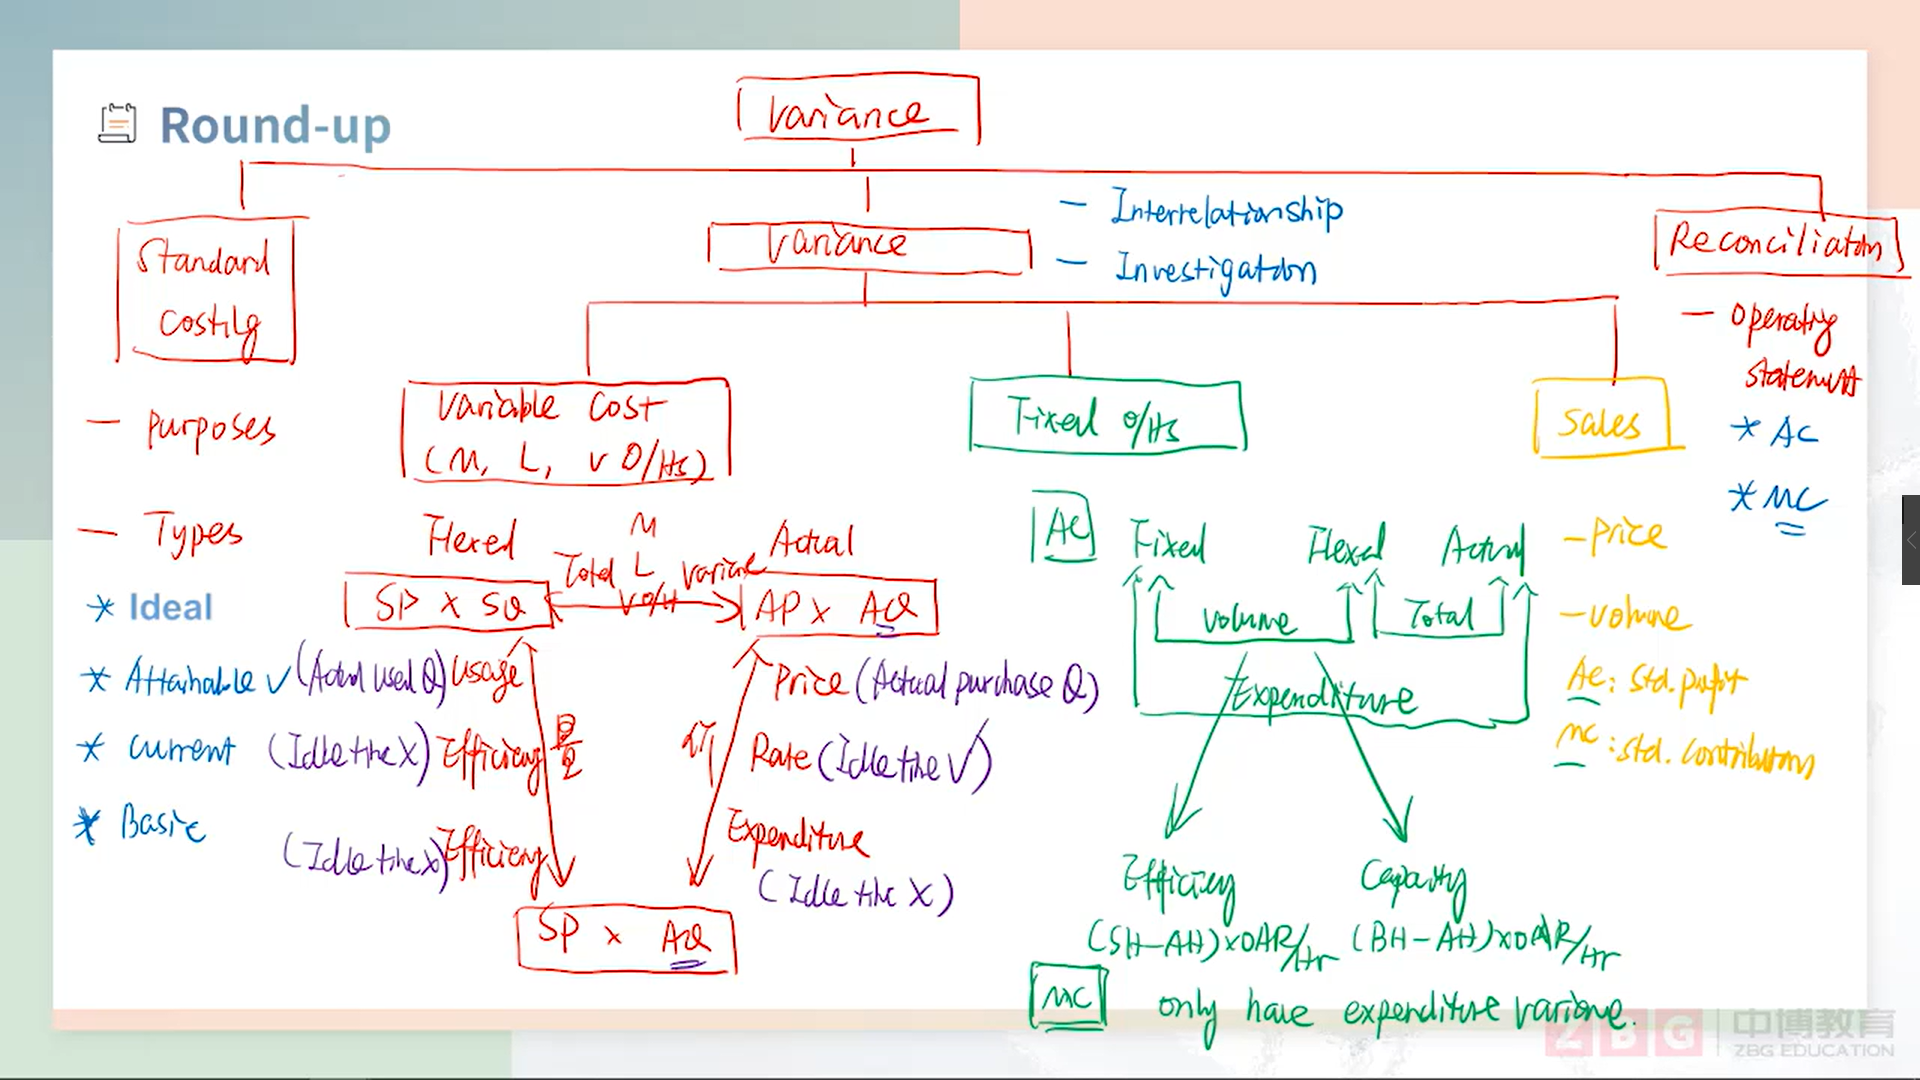 Round-up
Variance
Standard
Costing
Variance
— Interrelationship
— Investigation
Reconciliation
— Operating
statement
* AC
* MC
— Purposes
— Types
* Ideal
* Attainable ✓
* Current
* Basic
Variable Cost
(M, L, V O/Hs)
Flexed
M
L
V O/H
Total Variance
Actual
SP × SQ
AP × AQ
(Actual used Q) Usage
Price (Actual purchase Q)
(Idle time X) Efficiency
量
价
Rate (Idle time ✓)
(Idle time X) Efficiency
Expenditure
(Idle time X)
SP × AQ
Fixed O/Hs
AC
Fixed Flexed Actual
Volume
Total
Expenditure
Efficiency
Capacity
(SH-AH)×OAR/Hr
(BH-AH)×OAR/Hr
MC
only have expenditure variance.
Sales
— Price
— Volume
AC: Std. profit
MC: Std. contribution
ZBG | 中博教育
ZBG EDUCATION